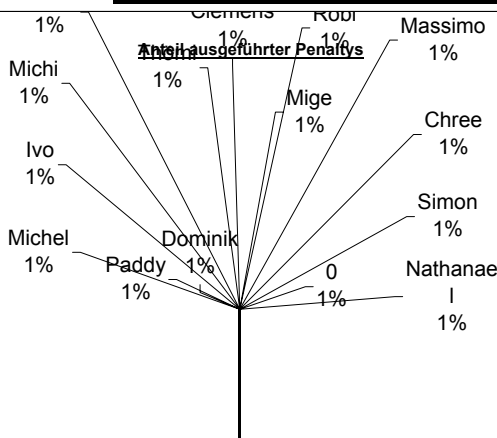 1%
Clemens
1%
Robi
1%
Massimo
1%
Anteil ausgeführter Penaltys
Thomi
1%
Michi
1%
Mige
1%
Chree
1%
Ivo
1%
Simon
1%
Michel
1%
Dominik
1%
Paddy
1%
0
1%
Nathanae
l
1%